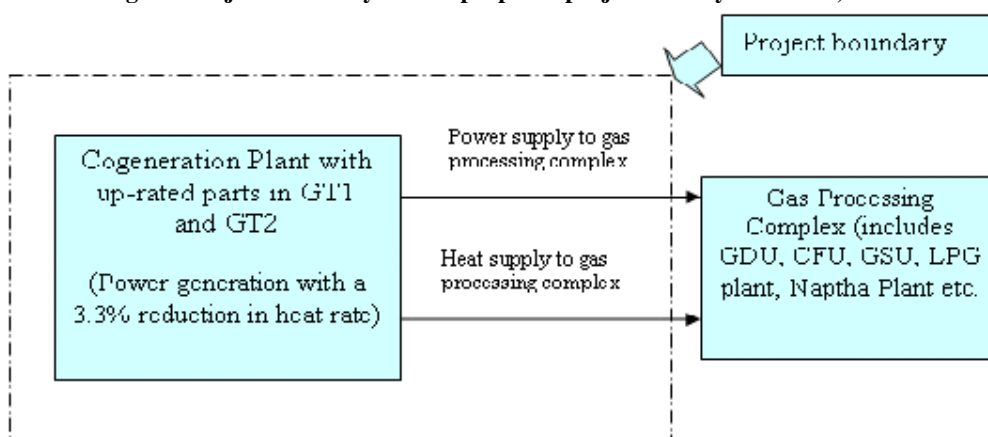 Project boundary
Power supply to gas
processing complex
Cogeneration Plant with
up-rated parts in GT1
and GT2
(Power generation with a
3.3% reduction in heat rate)
Heat supply to gas
processing complex
Gas Processing
Complex (includes
GDU, CFU, GSU, LPG
plant, Naptha Plant etc.